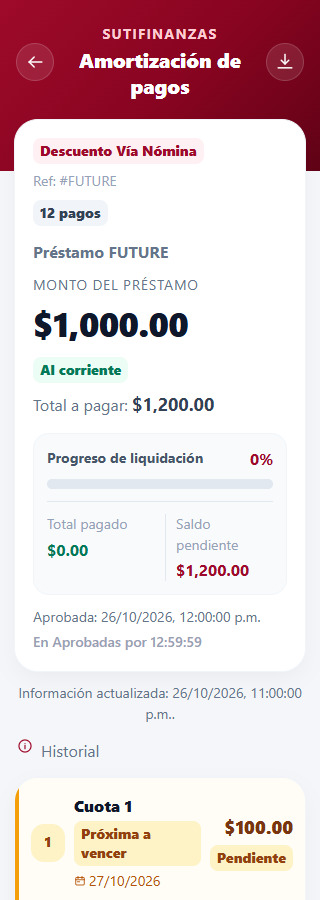 SUTIFINANZAS
Amortización de
pagos
Descuento Vía Nómina
Ref: #FUTURE
12 pagos
Préstamo FUTURE
MONTO DEL PRÉSTAMO
$1,000.00
Al corriente
Total a pagar: $1,200.00
Progreso de liquidación 0%
Total pagado
$0.00
Saldo
pendiente
$1,200.00
Aprobada: 26/10/2026, 12:00:00 p.m.
En Aprobadas por 12:59:59
Información actualizada: 26/10/2026, 11:00:00
p.m..
Historial
1
Cuota 1
Próxima a
vencer
27/10/2026
$100.00
Pendiente